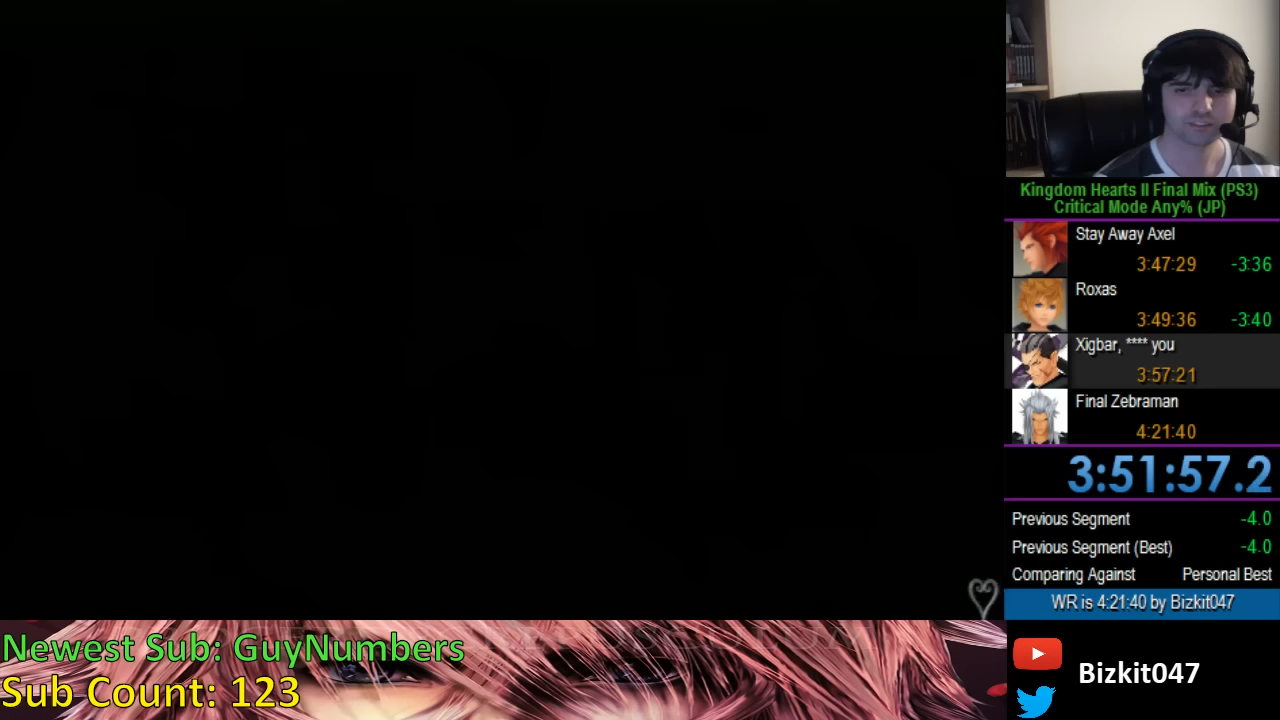 Kingdom Hearts II Final Mix (PS3)
Critical Mode Any% (JP)
Stay Away Axel
3:47:29 -3:36
Roxas
3:49:36 -3:40
Xigbar, **** you
3:57:21
Final Zebraman
4:21:40
3:51:57.2
Previous Segment -4.0
Previous Segment (Best) -4.0
Comparing Against Personal Best
WR is 4:21:40 by Bizkit047
Newest Sub: GuyNumbers
Sub Count: 123
Bizkit047